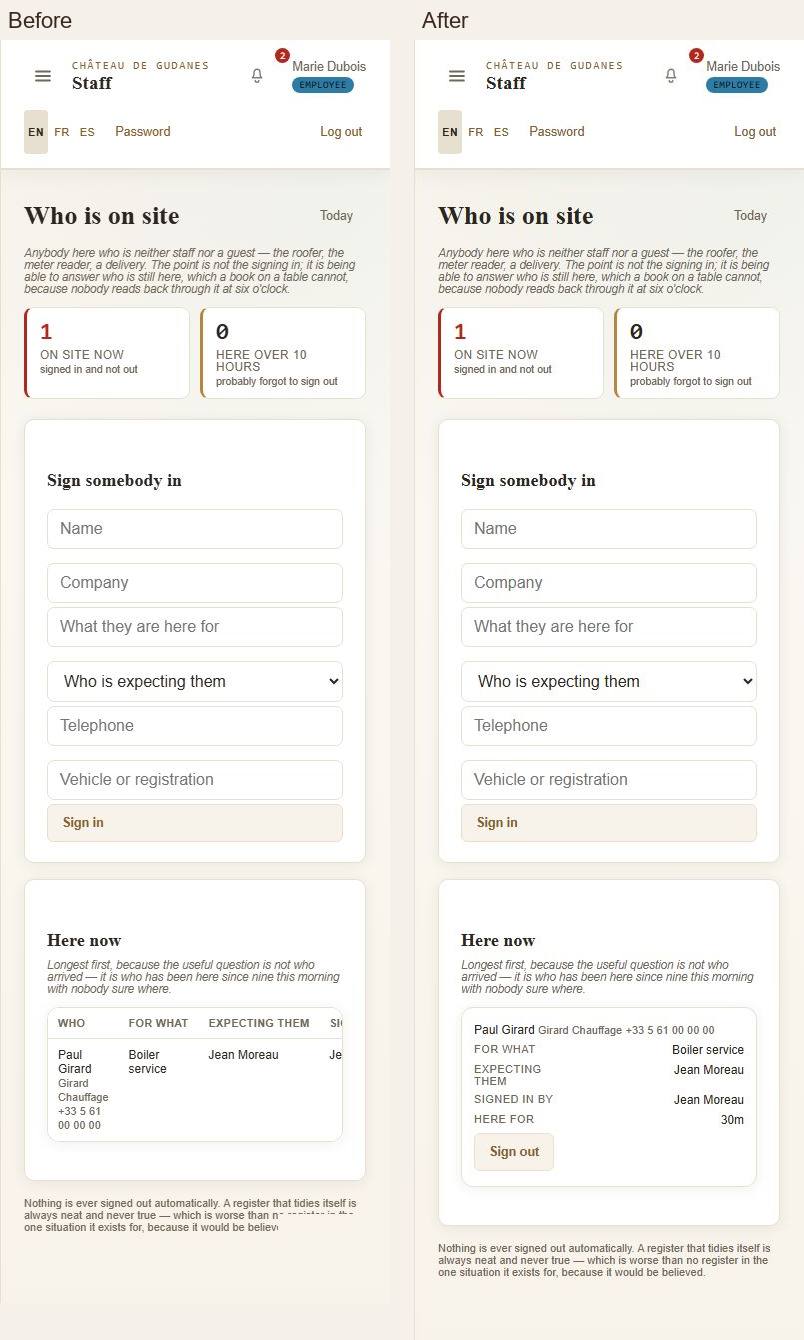 Before
CHÂTEAU DE GUDANES
Staff
2
Marie Dubois
EMPLOYEE
EN FR ES Password Log out
Who is on site
Today
Anybody here who is neither staff nor a guest — the roofer, the
meter reader, a delivery. The point is not the signing in; it is being
able to answer who is still here, which a book on a table cannot,
because nobody reads back through it at six o'clock.
1
ON SITE NOW
signed in and not out
0
HERE OVER 10
HOURS
probably forgot to sign out
Sign somebody in
Name
Company
What they are here for
Who is expecting them
Telephone
Vehicle or registration
Sign in
Here now
Longest first, because the useful question is not who
arrived — it is who has been here since nine this morning
with nobody sure where.
WHO FOR WHAT EXPECTING THEM
Paul
Girard
Girard
Chauffage
+33 5 61
00 00 00
Boiler
service
Jean Moreau
Je
Nothing is ever signed out automatically. A register that tidies itself is
always neat and never true — which is worse than no register in the
one situation it exists for, because it would be believ
After
CHÂTEAU DE GUDANES
Staff
2
Marie Dubois
EMPLOYEE
EN FR ES Password Log out
Who is on site
Today
Anybody here who is neither staff nor a guest — the roofer, the
meter reader, a delivery. The point is not the signing in; it is being
able to answer who is still here, which a book on a table cannot,
because nobody reads back through it at six o'clock.
1
ON SITE NOW
signed in and not out
0
HERE OVER 10
HOURS
probably forgot to sign out
Sign somebody in
Name
Company
What they are here for
Who is expecting them
Telephone
Vehicle or registration
Sign in
Here now
Longest first, because the useful question is not who
arrived — it is who has been here since nine this morning
with nobody sure where.
Paul Girard Girard Chauffage +33 5 61 00 00 00
FOR WHAT Boiler service
EXPECTING
THEM
Jean Moreau
SIGNED IN BY Jean Moreau
HERE FOR 30m
Sign out
Nothing is ever signed out automatically. A register that tidies itself is
always neat and never true — which is worse than no register in the
one situation it exists for, because it would be believed.